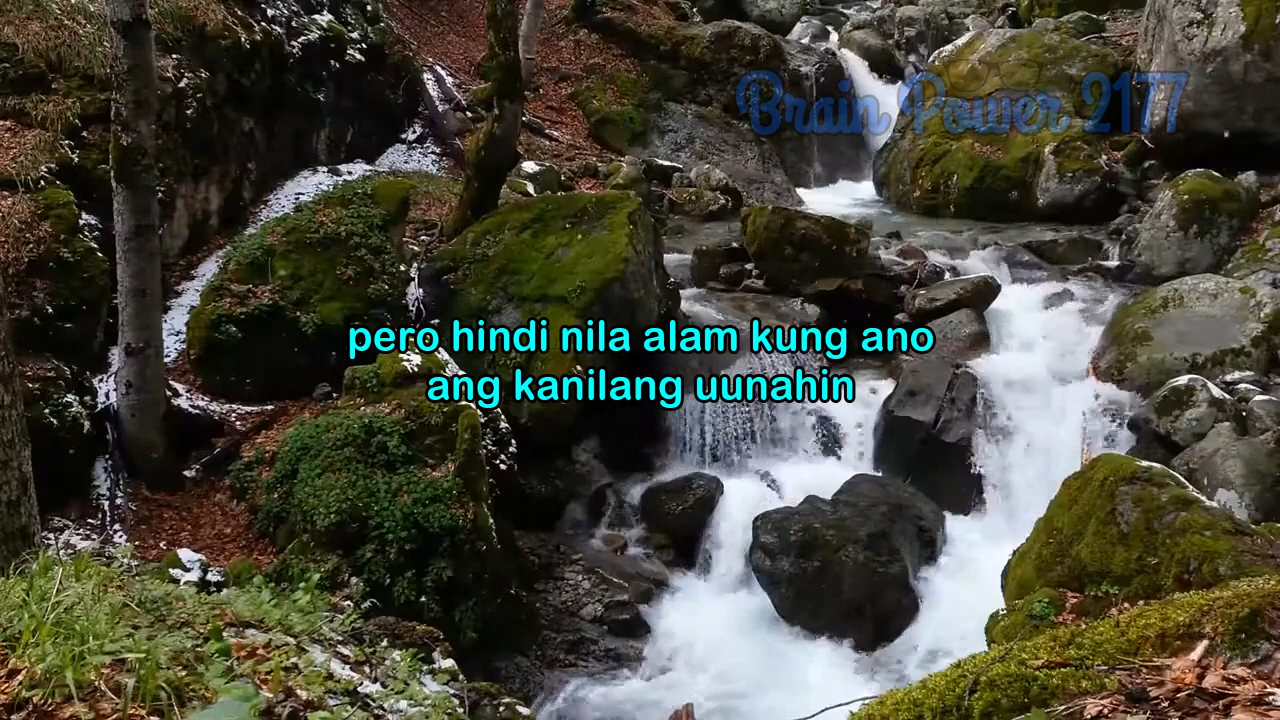 Brain Power 2177
pero hindi nila alam kung ano
ang kanilang uunahin